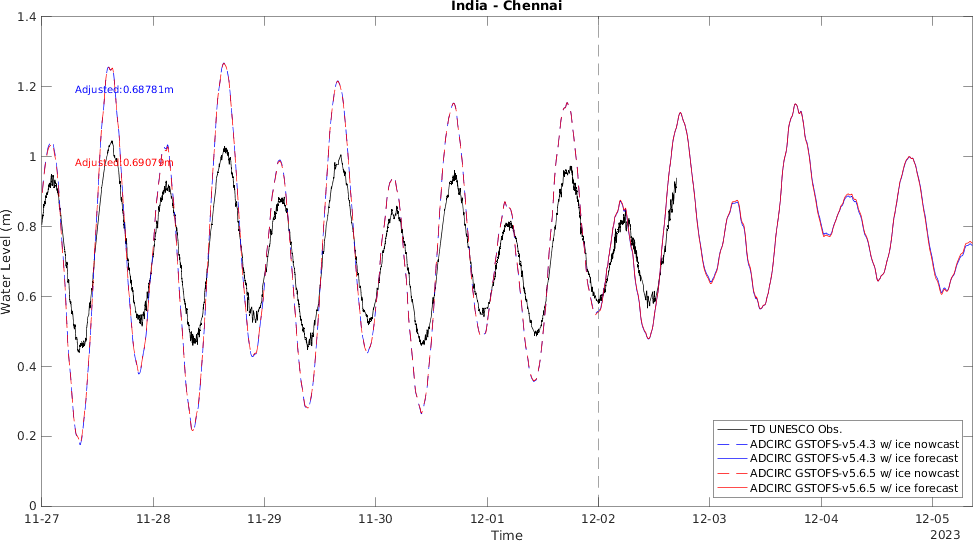 India - Chennai
1.4
1.2
1
0.8
0.6
0.4
0.2
0
Water Level (m)
Adjusted:0.68781m
Adjusted:0.69079m
TD UNESCO Obs.
ADCIRC GSTOFS-v5.4.3 w/ ice nowcast
ADCIRC GSTOFS-v5.4.3 w/ ice forecast
ADCIRC GSTOFS-v5.6.5 w/ ice nowcast
ADCIRC GSTOFS-v5.6.5 w/ ice forecast
11-27 11-28 11-29 11-30 12-01 12-02 12-03 12-04 12-05
Time
2023